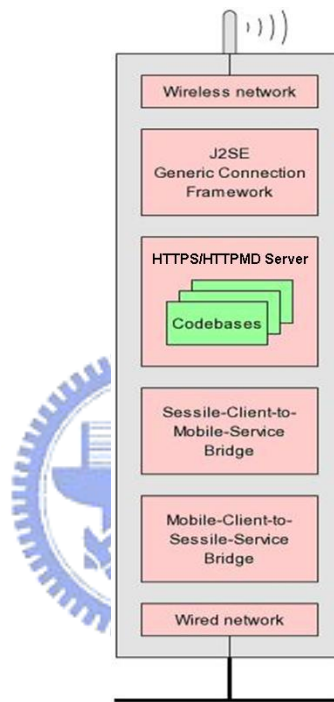 Wireless network
J2SE
Generic Connection
Framework
HTTPS/HTTPMD Server
Codebases
Sessile-Client-to-
Mobile-Service
Bridge
Mobile-Client-to-
Sessile-Service
Bridge
Wired network